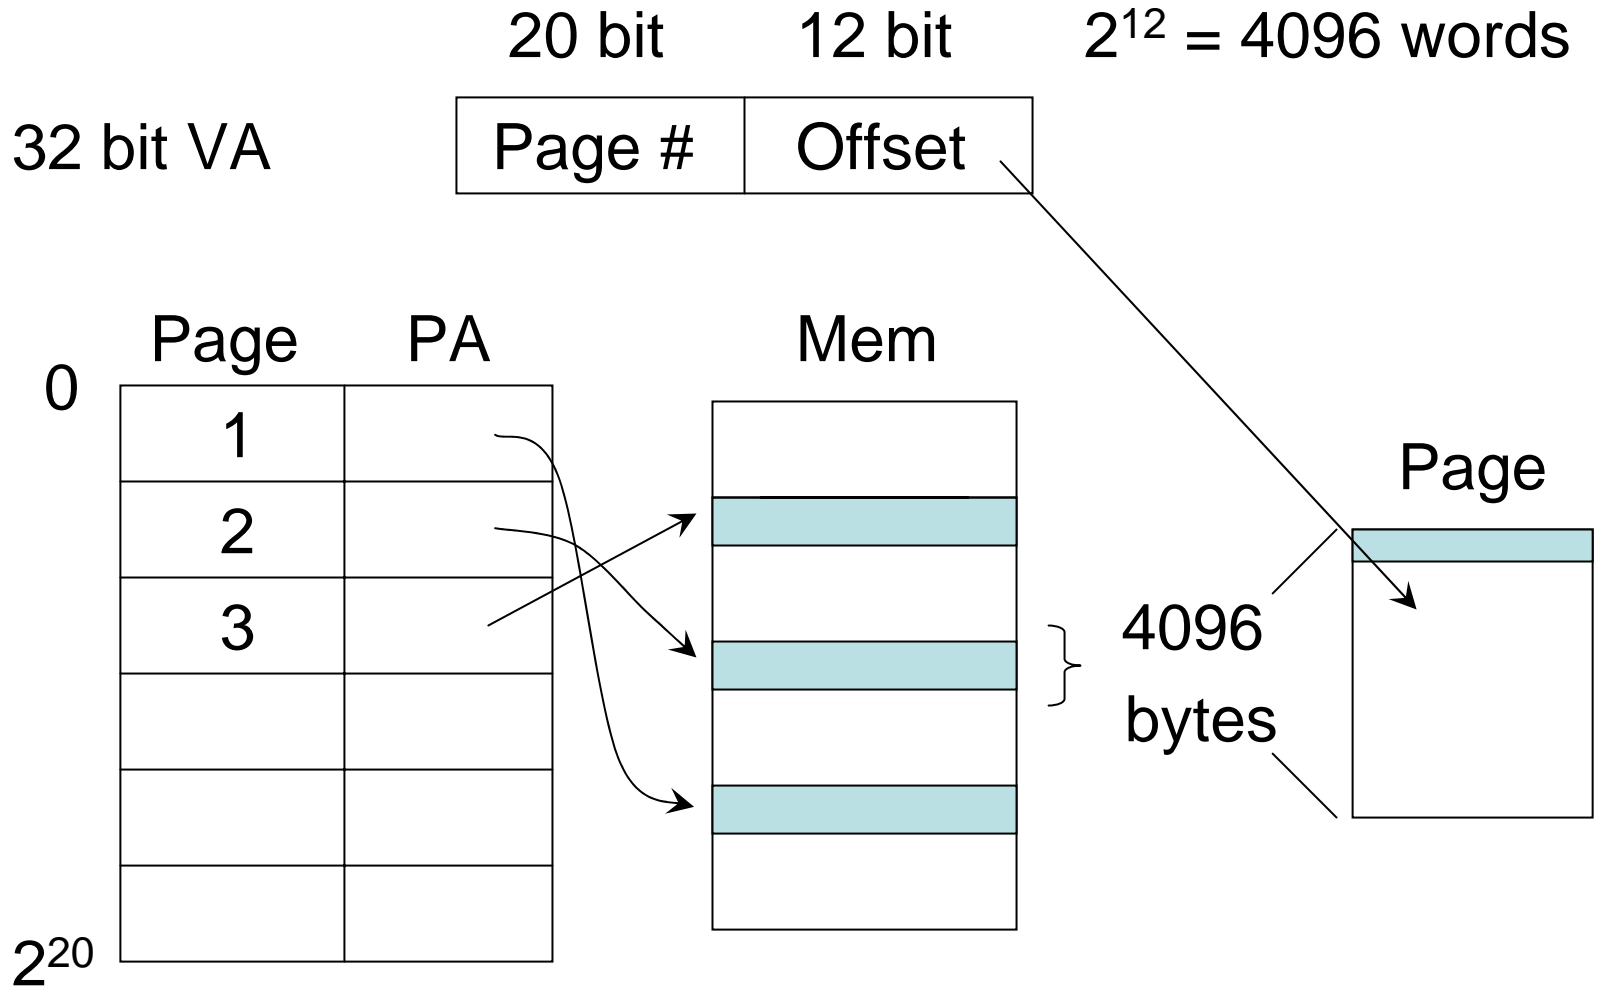 20 bit 12 bit 2¹² = 4096 words
32 bit VA Page # Offset
Page PA Mem
0
1
Page
2
3 4096
bytes
2²⁰